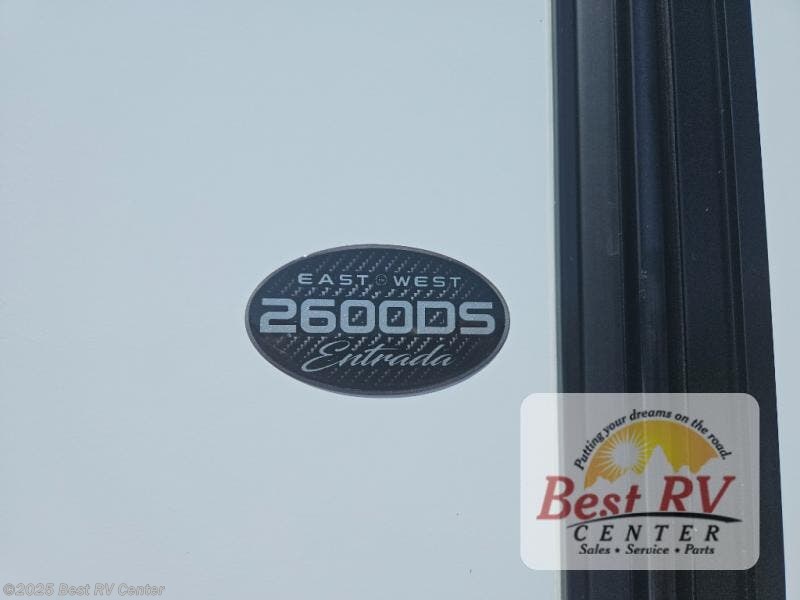 EAST WEST
2600DS
Entrada
Putting your dreams on the road.
Best RV
CENTER
Sales • Service • Parts
©2025 Best RV Center